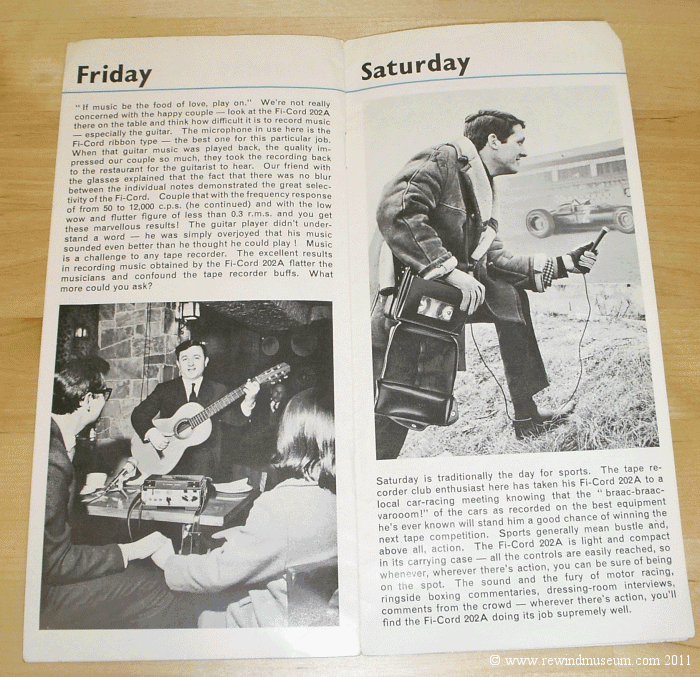 Friday
" If music be the food of love, play on." We're not really
concerned with the happy couple — look at the Fi-Cord 202A
there on the table and think how difficult it is to record music
— especially the guitar. The microphone in use here is the
Fi-Cord ribbon type — the best one for this particular job.
When that guitar music was played back, the quality im-
pressed our couple so much, they took the recording back
to the restaurant for the guitarist to hear. Our friend with
the glasses explained that the fact that there was no blur
between the individual notes demonstrated the great selec-
tivity of the Fi-Cord. Couple that with the frequency response
of from 50 to 12,000 c.p.s. (he continued) and with the low
wow and flutter figure of less than 0.3 r.m.s. and you get
these marvellous results! The guitar player didn't under-
stand a word — he was simply overjoyed that his music
sounded even better than he thought he could play ! Music
is a challenge to any tape recorder. The excellent results
in recording music obtained by the Fi-Cord 202A flatter the
musicians and confound the tape recorder buffs. What
more could you ask?
Saturday
Saturday is traditionally the day for sports. The tape re-
corder club enthusiast here has taken his Fi-Cord 202A to a
local car-racing meeting knowing that the " braac-braac-
varooom!" of the cars as recorded on the best equipment
he's ever known will stand him a good chance of winning the
next tape competition. Sports generally mean bustle and,
above all, action. The Fi-Cord 202A is light and compact
in its carrying case — all the controls are easily reached, so
whenever, wherever there's action, you can be sure of being
on the spot. The sound and the fury of motor racing,
ringside boxing commentaries, dressing-room interviews,
comments from the crowd — wherever there's action, you'll
find the Fi-Cord 202A doing its job supremely well.
© www.rewindmuseum.com 2011